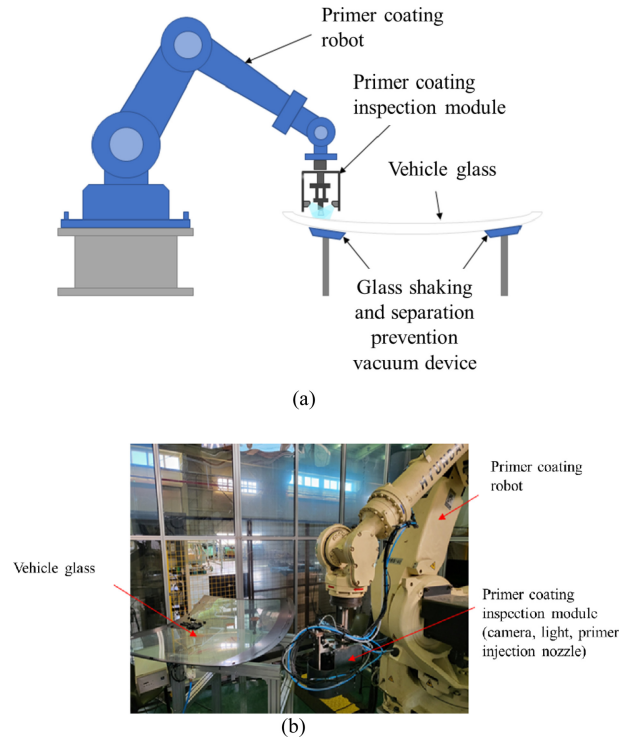 Primer coating
robot
Primer coating
inspection module
Vehicle glass
Glass shaking
and separation
prevention
vacuum device
(a)
HYUNDAI
Primer coating
robot
Vehicle glass
Primer coating
inspection module
(camera, light, primer
injection nozzle)
(b)